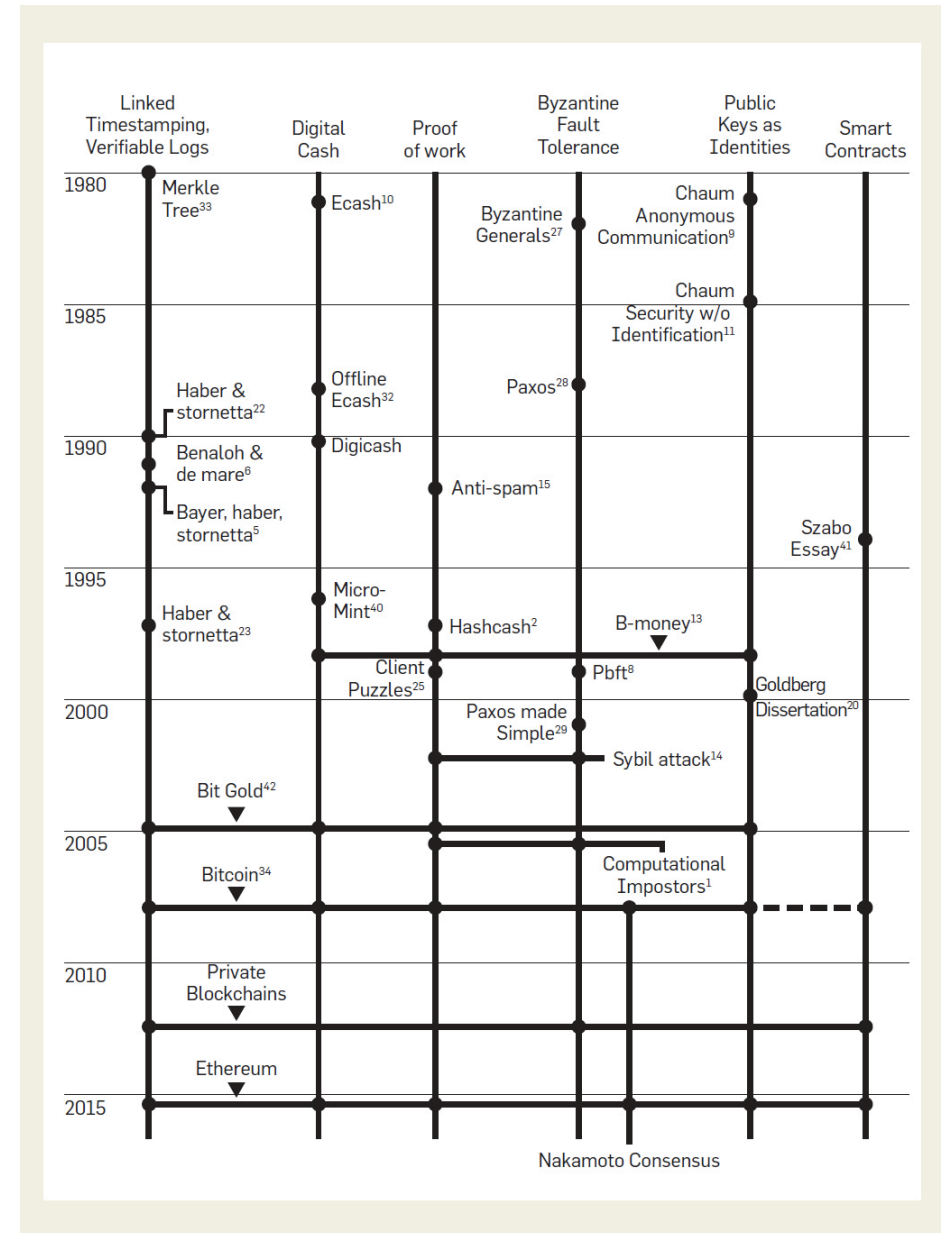 Linked
Timestamping,
Verifiable Logs
Digital
Cash
Proof
of work
Byzantine
Fault
Tolerance
Public
Keys as
Identities
Smart
Contracts
1980
Merkle
Tree³³
Ecash¹⁰
Byzantine
Generals²⁷
Chaum
Anonymous
Communication⁹
1985
Chaum
Security w/o
Identification¹¹
Haber &
stornetta²²
Offline
Ecash³²
Paxos²⁸
1990
Digicash
Benaloh &
de mare⁶
Bayer, haber,
stornetta⁵
Anti-spam¹⁵
Szabo
Essay⁴¹
1995
Micro-
Mint⁴⁰
Haber &
stornetta²³
Hashcash²
B-money¹³
Client
Puzzles²⁵
Pbft⁸
Goldberg
Dissertation²⁰
2000
Paxos made
Simple²⁹
Sybil attack¹⁴
Bit Gold⁴²
2005
Computational
Impostors¹
Bitcoin³⁴
2010
Private
Blockchains
Ethereum
2015
Nakamoto Consensus